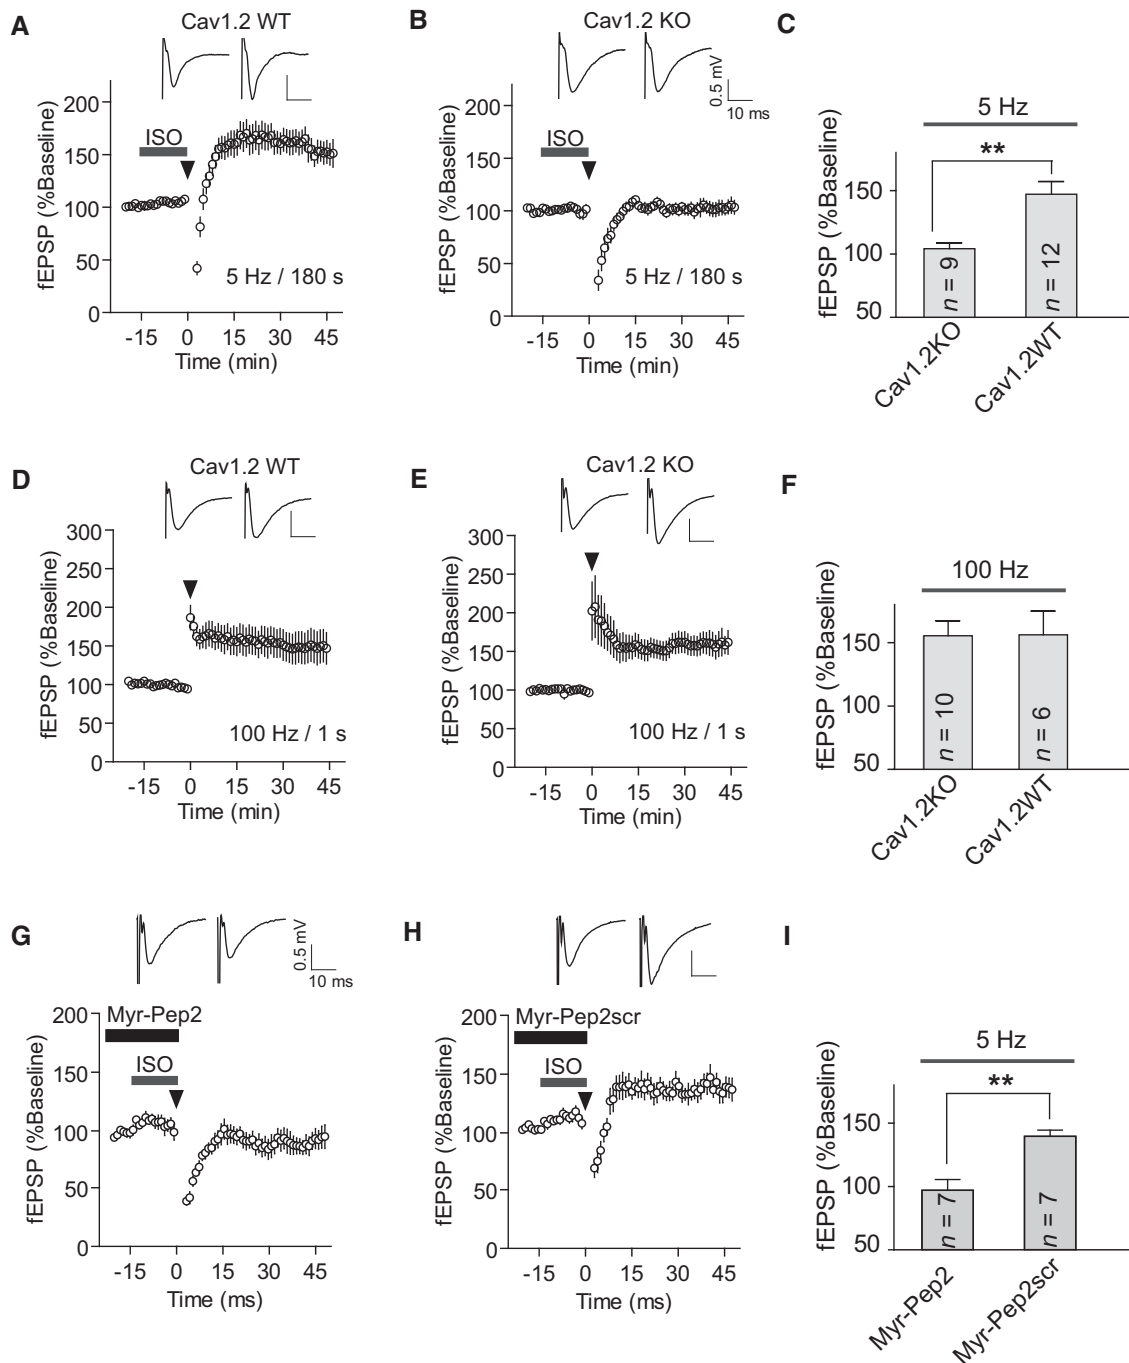 A
Cav1.2 WT
fEPSP (%Baseline)
200
150
100
50
0
ISO
5 Hz / 180 s
-15 0 15 30 45
Time (min)
B
Cav1.2 KO
0.5 mV
10 ms
fEPSP (%Baseline)
200
150
100
50
0
ISO
5 Hz / 180 s
-15 0 15 30 45
Time (min)
C
5 Hz
**
fEPSP (%Baseline)
150
100
50
n = 9
n = 12
Cav1.2KO
Cav1.2WT
D
Cav1.2 WT
fEPSP (%Baseline)
300
250
200
150
100
50
0
100 Hz / 1 s
-15 0 15 30 45
Time (min)
E
Cav1.2 KO
fEPSP (%Baseline)
300
250
200
150
100
50
0
100 Hz / 1 s
-15 0 15 30 45
Time (min)
F
100 Hz
fEPSP (%Baseline)
150
100
50
n = 10
n = 6
Cav1.2KO
Cav1.2WT
G
0.5 mV
10 ms
fEPSP (%Baseline)
200
150
100
50
0
Myr-Pep2
ISO
-15 0 15 30 45
Time (ms)
H
fEPSP (%Baseline)
200
150
100
50
0
Myr-Pep2scr
ISO
-15 0 15 30 45
Time (ms)
I
5 Hz
**
fEPSP (%Baseline)
150
100
50
n = 7
n = 7
Myr-Pep2
Myr-Pep2scr